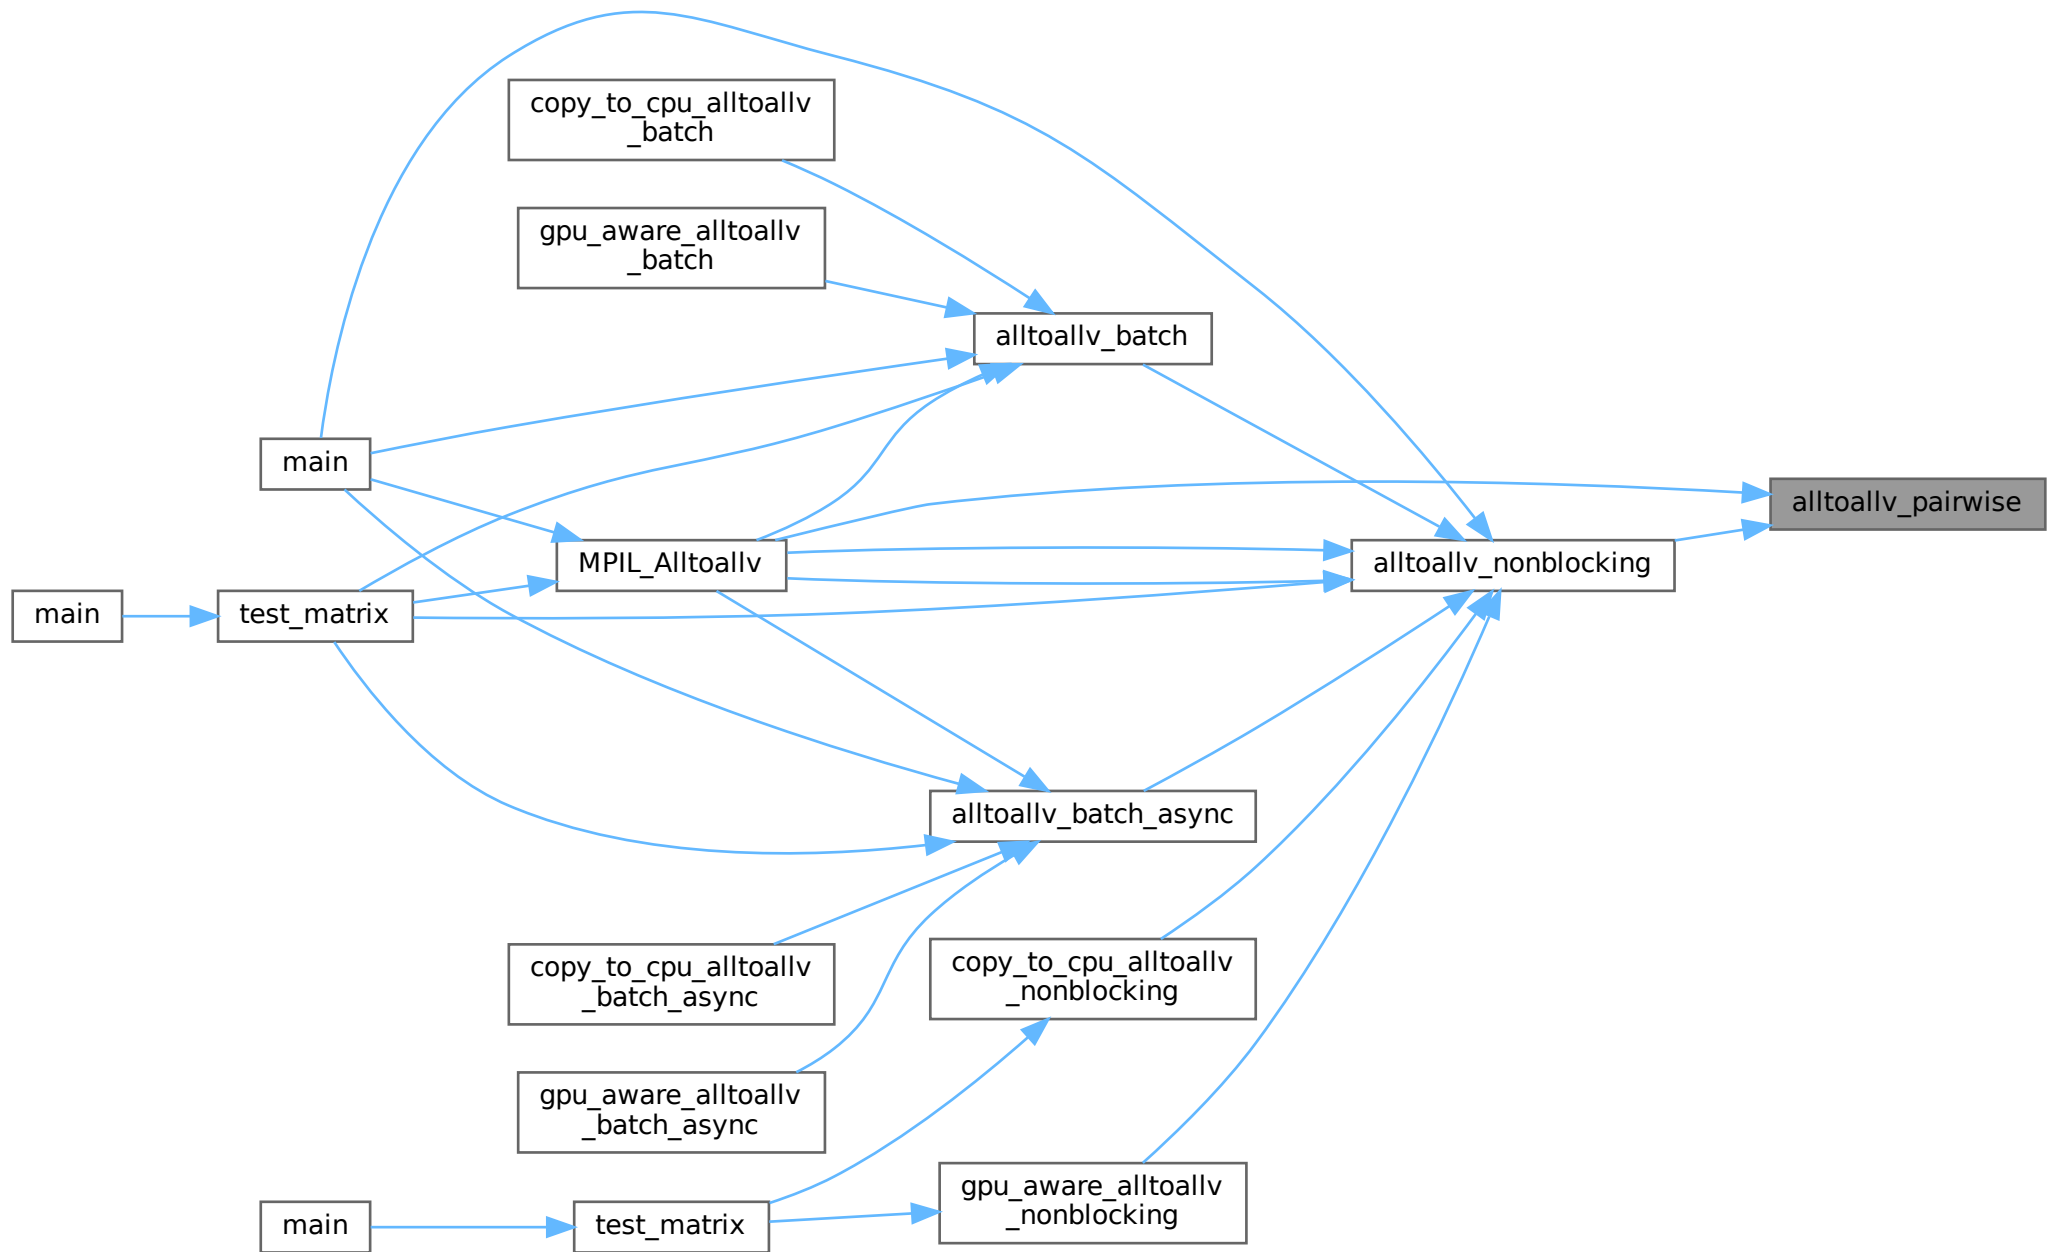 copy_to_cpu_alltoallv
_batch
gpu_aware_alltoallv
_batch
alltoallv_batch
main
alltoallv_pairwise
MPIL_Alltoallv
alltoallv_nonblocking
main
test_matrix
alltoallv_batch_async
copy_to_cpu_alltoallv
_batch_async
copy_to_cpu_alltoallv
_nonblocking
gpu_aware_alltoallv
_batch_async
gpu_aware_alltoallv
_nonblocking
main
test_matrix